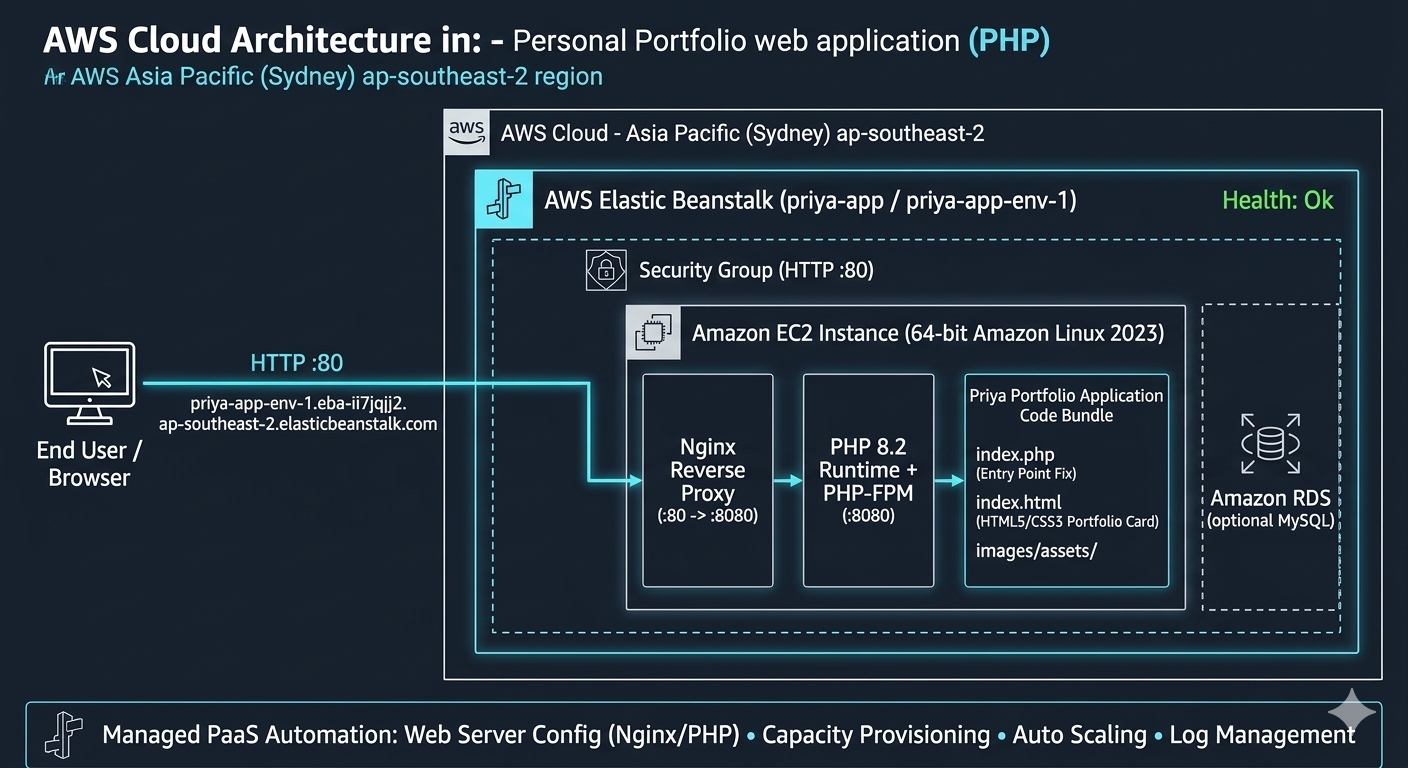 AWS Cloud Architecture in: - Personal Portfolio web application (PHP)
Ar AWS Asia Pacific (Sydney) ap-southeast-2 region
aws
AWS Cloud - Asia Pacific (Sydney) ap-southeast-2
AWS Elastic Beanstalk (priya-app / priya-app-env-1)
Health: Ok
Security Group (HTTP :80)
Amazon EC2 Instance (64-bit Amazon Linux 2023)
HTTP :80
priya-app-env-1.eba-ii7jqjj2.
ap-southeast-2.elasticbeanstalk.com
End User /
Browser
Nginx
Reverse
Proxy
(:80 -> :8080)
PHP 8.2
Runtime +
PHP-FPM
(:8080)
Priya Portfolio Application
Code Bundle
index.php
(Entry Point Fix)
index.html
(HTML5/CSS3 Portfolio Card)
images/assets/
Amazon RDS
(optional MySQL)
Managed PaaS Automation: Web Server Config (Nginx/PHP) • Capacity Provisioning • Auto Scaling • Log Management